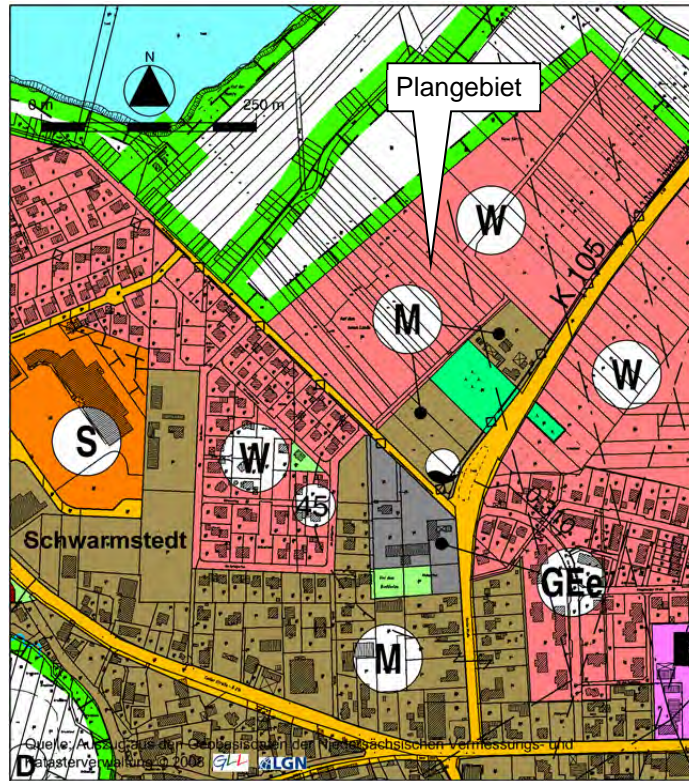 N
0 m 250 m
Plangebiet
W
K 105
M
W
S
W
45
Schwarmstedt
GEe
M
D
Quelle: Auszug aus den Geobasisdaten der Niedersächsischen Vermessungs- und
Katasterverwaltung © 2008 GLL LGN